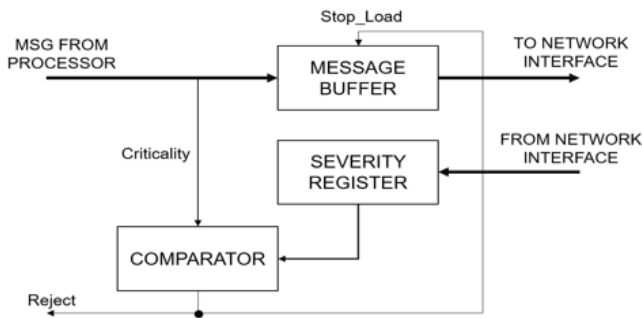 Stop_Load
MSG FROM
PROCESSOR
MESSAGE
BUFFER
TO NETWORK
INTERFACE
Criticality
SEVERITY
REGISTER
FROM NETWORK
INTERFACE
COMPARATOR
Reject